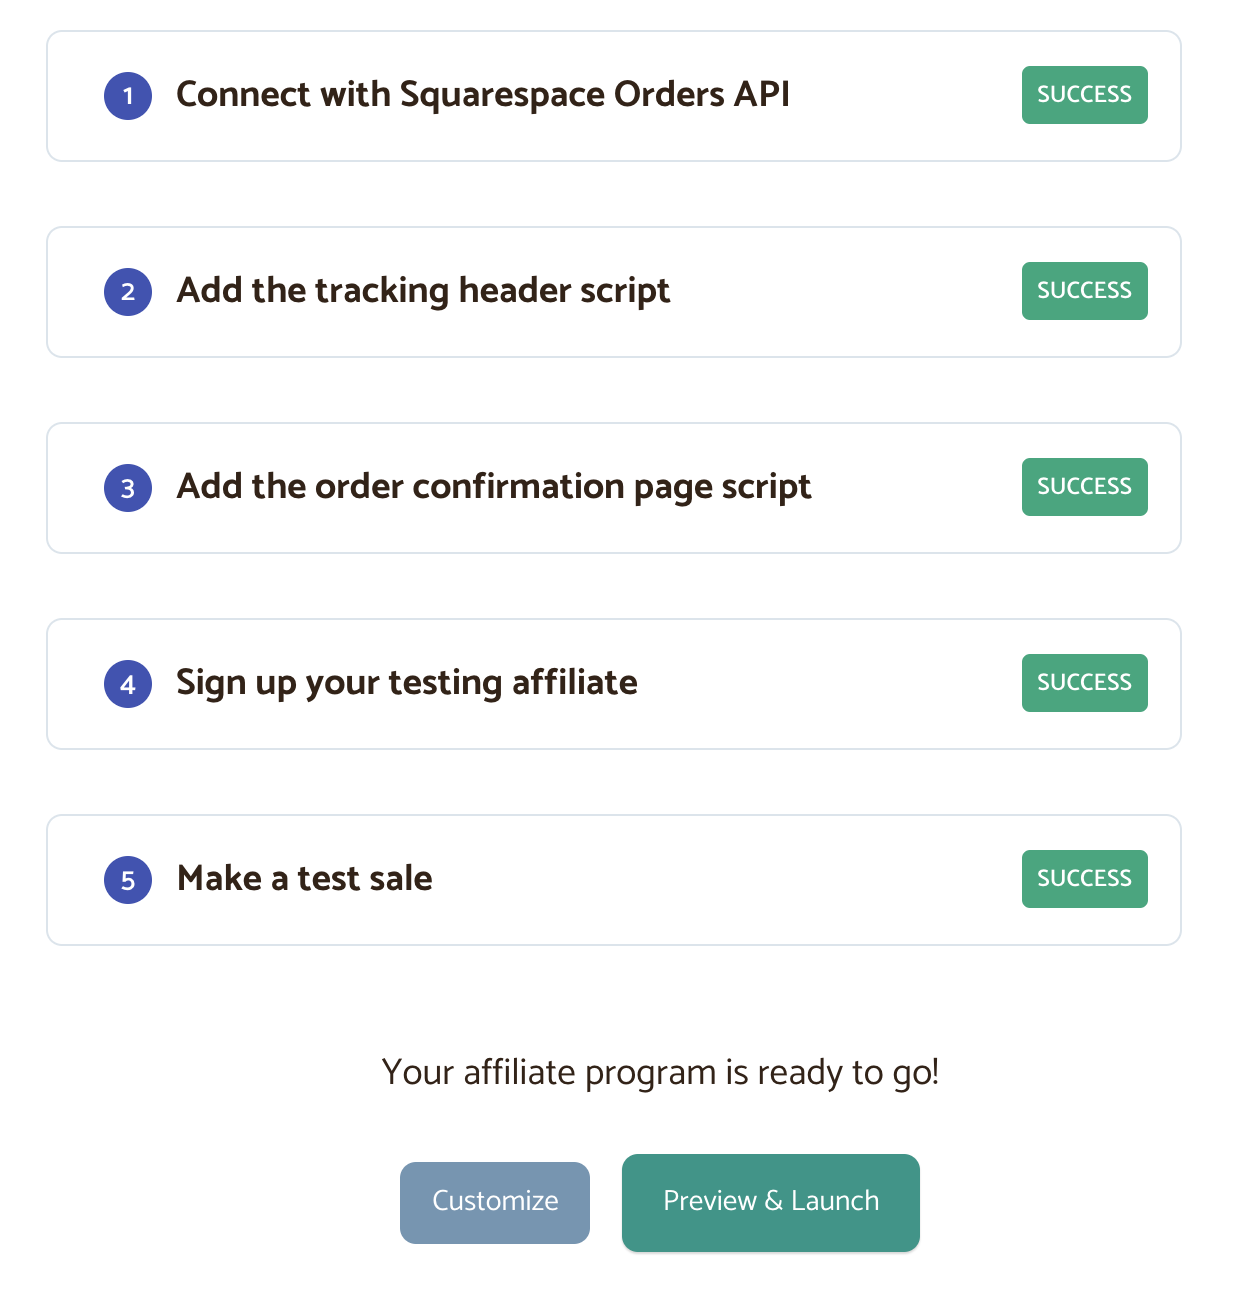 1 Connect with Squarespace Orders API SUCCESS
2 Add the tracking header script SUCCESS
3 Add the order confirmation page script SUCCESS
4 Sign up your testing affiliate SUCCESS
5 Make a test sale SUCCESS
Your affiliate program is ready to go!
Customize Preview & Launch